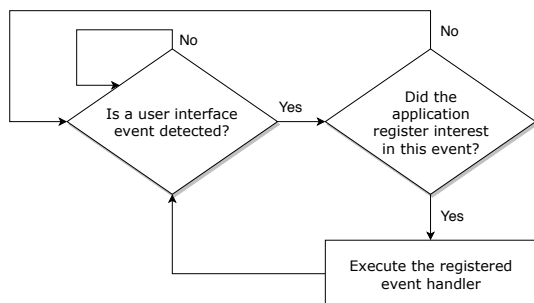 No
No
Is a user interface
event detected?
Yes
Did the
application
register interest
in this event?
Yes
Execute the registered
event handler